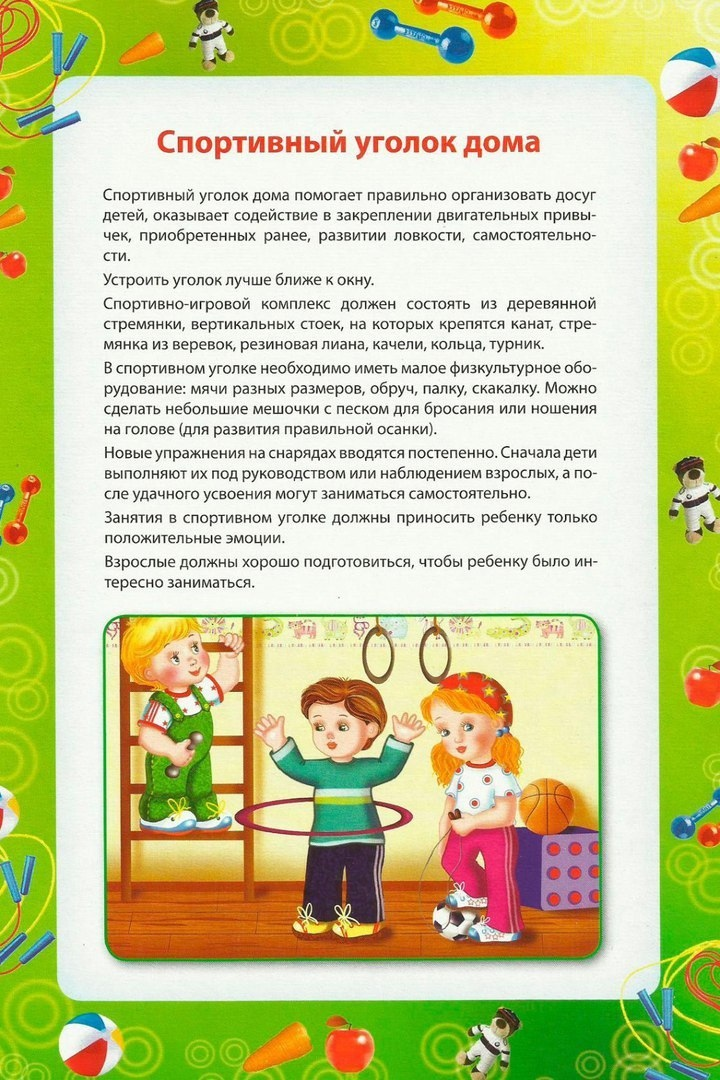 Спортивный уголок дома
Спортивный уголок дома помогает правильно организовать досуг
детей, оказывает содействие в закреплении двигательных привы-
чек, приобретенных ранее, развитии ловкости, самостоятельно-
сти.
Устроить уголок лучше ближе к окну.
Спортивно-игровой комплекс должен состоять из деревянной
стремянки, вертикальных стоек, на которых крепятся канат, стре-
мянка из веревок, резиновая лиана, качели, кольца, турник.
В спортивном уголке необходимо иметь малое физкультурное обо-
рудование: мячи разных размеров, обруч, палку, скакалку. Можно
сделать небольшие мешочки с песком для бросания или ношения
на голове (для развития правильной осанки).
Новые упражнения на снарядах вводятся постепенно. Сначала дети
выполняют их под руководством или наблюдением взрослых, а по-
сле удачного усвоения могут заниматься самостоятельно.
Занятия в спортивном уголке должны приносить ребенку только
положительные эмоции.
Взрослые должны хорошо подготовиться, чтобы ребенку было ин-
тересно заниматься.